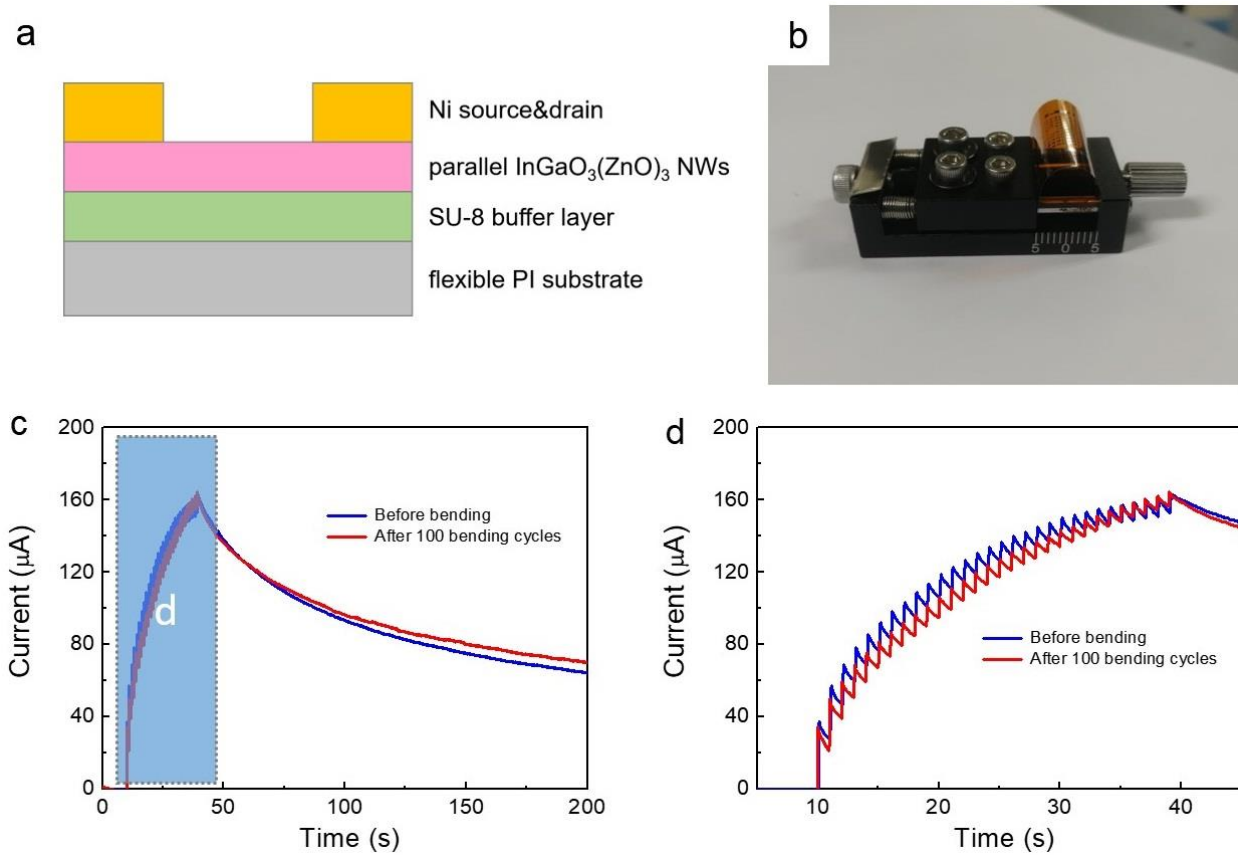 a
Ni source&drain
parallel InGaO₃(ZnO)₃ NWs
SU-8 buffer layer
flexible PI substrate
b
5 0 5
c
200
160
120
80
40
0
Current (μA)
Before bending
After 100 bending cycles
d
0 50 100 150 200
Time (s)
d
200
160
120
80
40
0
Current (μA)
Before bending
After 100 bending cycles
10 20 30 40
Time (s)